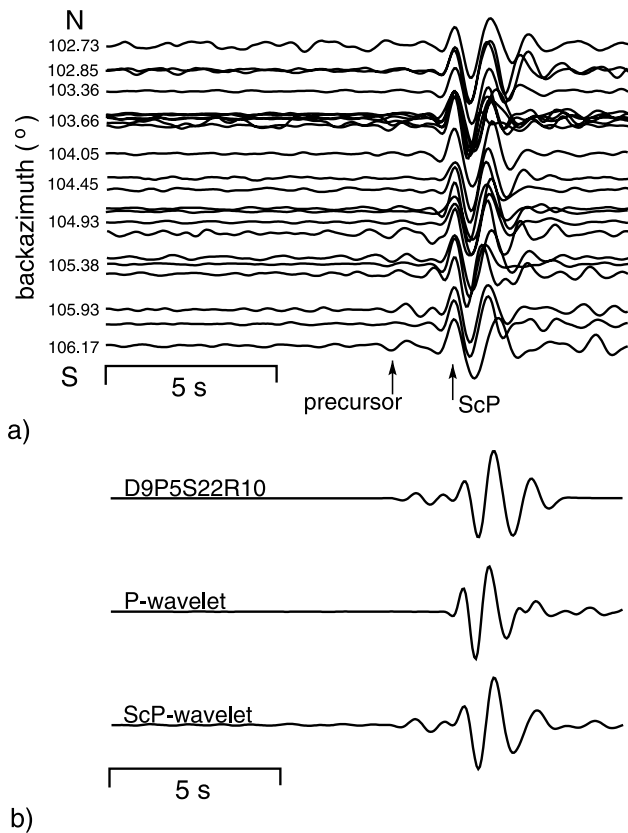 N
102.73
102.85
103.36
103.66
104.05
104.45
104.93
105.38
105.93
106.17
backazimuth ( o )
S
5 s
precursor
ScP
a)
D9P5S22R10
P-wavelet
ScP-wavelet
5 s
b)